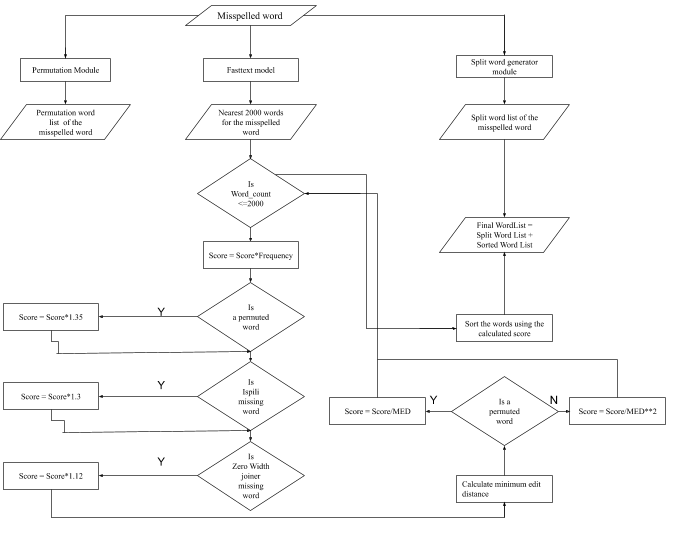 Misspelled word
Permutation Module
Fasttext model
Split word generator
module
Permutation word
list of the
misspelled word
Nearest 2000 words
for the misspelled
word
Split word list of the
misspelled word
Is
Word_count
<=2000
Final WordList =
Split Word List +
Sorted Word List
Score = Score*Frequency
Is
a permuted
word
Y
Score = Score*1.35
Sort the words using the
calculated score
Is
Ispili
missing
word
Y
Score = Score*1.3
Score = Score/MED
Y
Is a
permuted
word
N
Score = Score/MED**2
Is
Zero Width
joiner
missing
word
Y
Score = Score*1.12
Calculate minimum edit
distance